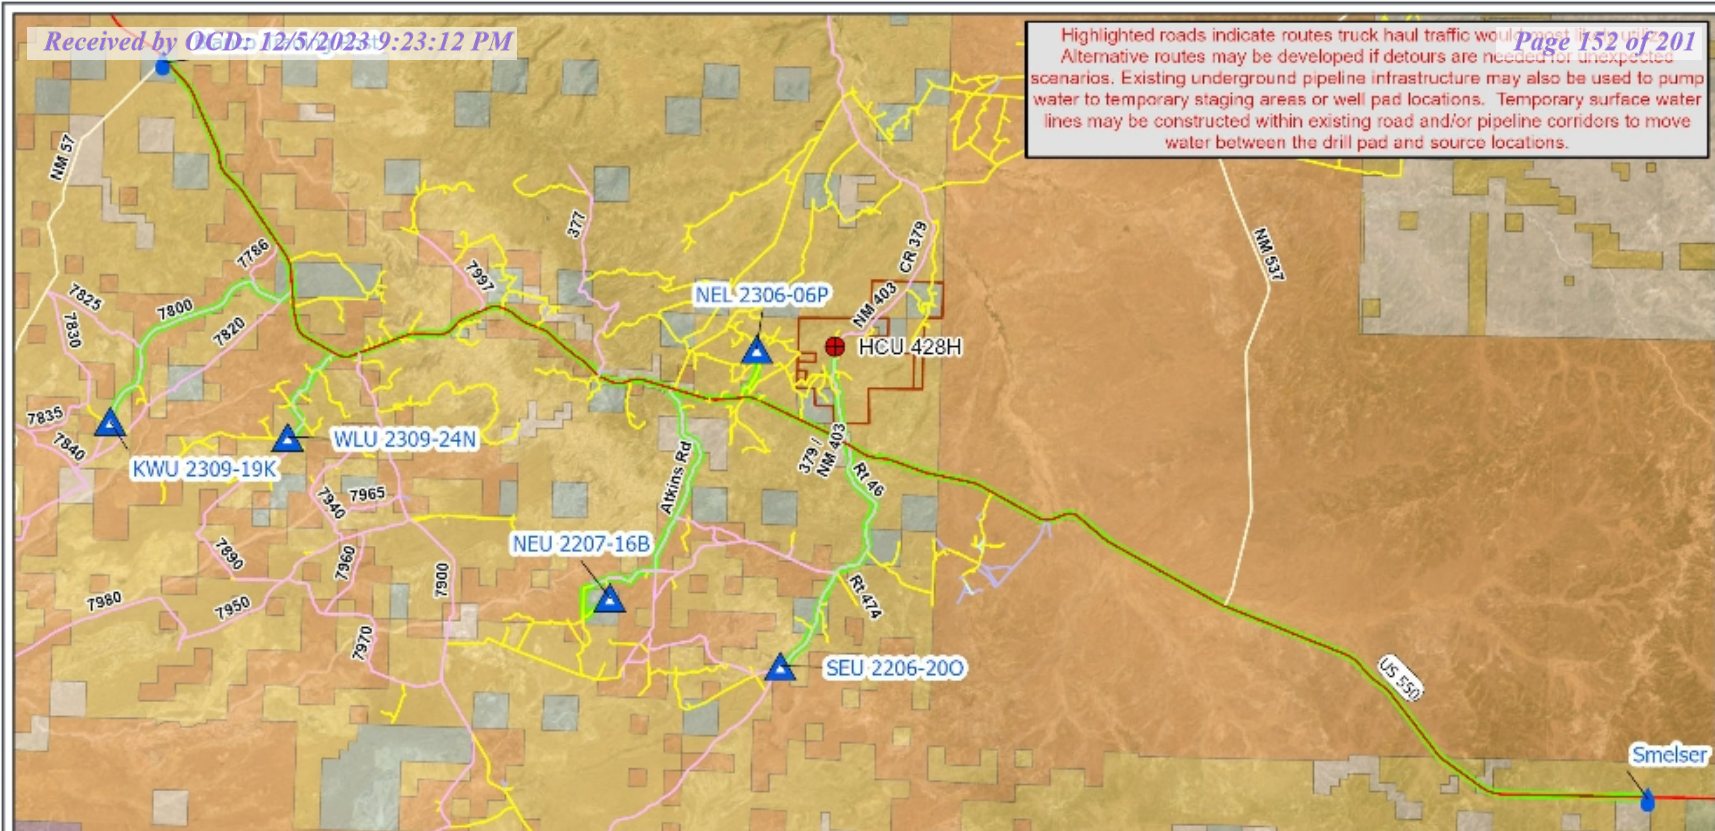 Received by OCD: 12/5/2023 9:23:12 PM
Page 152 of 201
Highlighted roads indicate routes truck haul traffic would most likely utilize.
Alternative routes may be developed if detours are needed for unexpected
scenarios. Existing underground pipeline infrastructure may also be used to pump
water to temporary staging areas or well pad locations. Temporary surface water
lines may be constructed within existing road and/or pipeline corridors to move
water between the drill pad and source locations.
NM 57
377
CR 379
NM 537
7786
7997
7825
7800
7830
7820
NEL 2306-06P
NM 403
HCU 428H
7835
7840
WLU 2309-24N
KWU 2309-19K
379 /
NM 403
Atkins Rd
Rt 46
7965
7940
NEU 2207-16B
7890
7960
7900
Rt 474
7980
7950
7970
SEU 2206-20O
US 550
Smelser